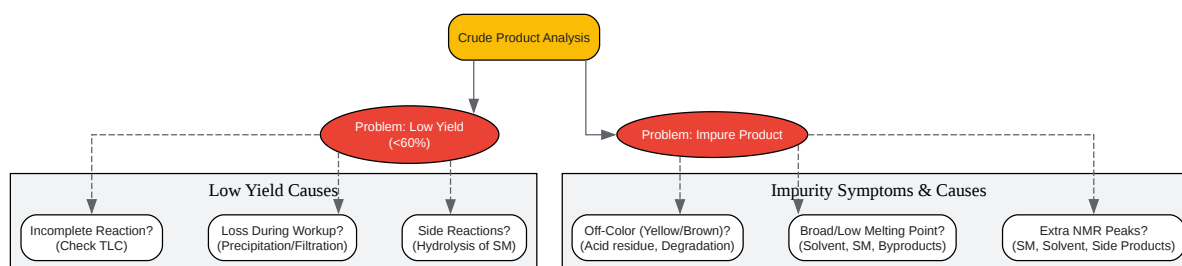 Crude Product Analysis
Problem: Low Yield
(<60%)
Problem: Impure Product
Low Yield Causes
Impurity Symptoms & Causes
Incomplete Reaction?
(Check TLC)
Loss During Workup?
(Precipitation/Filtration)
Side Reactions?
(Hydrolysis of SM)
Off-Color (Yellow/Brown)?
(Acid residue, Degradation)
Broad/Low Melting Point?
(Solvent, SM, Byproducts)
Extra NMR Peaks?
(SM, Solvent, Side Products)